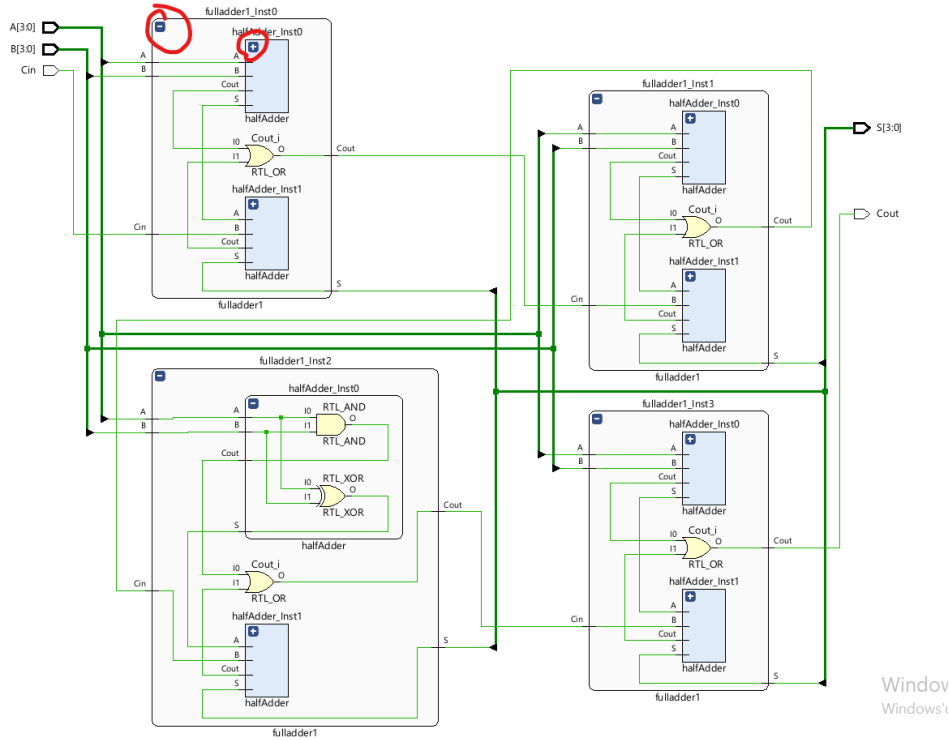 fulladder1_Inst0
A[3:0]
B[3:0]
Cin
halfAdder_Inst0
A
B
A
B
Cout
S
halfAdder
I0
I1
Cout_i
O
RTL_OR
Cout
halfAdder_Inst1
A
B
Cout
S
Cin
halfAdder
S
fulladder1
fulladder1_Inst1
halfAdder_Inst0
A
B
A
B
Cout
S
halfAdder
I0
I1
Cout_i
O
RTL_OR
Cout
halfAdder_Inst1
A
B
Cout
S
Cin
halfAdder
S
fulladder1
S[3:0]
Cout
fulladder1_Inst2
halfAdder_Inst0
A
B
A
B
Cout
S
I0
I1
RTL_AND
O
RTL_AND
I0
I1
RTL_XOR
O
RTL_XOR
halfAdder
Cout
I0
I1
Cout_i
O
RTL_OR
Cin
halfAdder_Inst1
A
B
Cout
S
halfAdder
S
fulladder1
fulladder1_Inst3
halfAdder_Inst0
A
B
A
B
Cout
S
halfAdder
I0
I1
Cout_i
O
RTL_OR
Cout
halfAdder_Inst1
A
B
Cout
S
Cin
halfAdder
S
fulladder1
Window
Windows'u